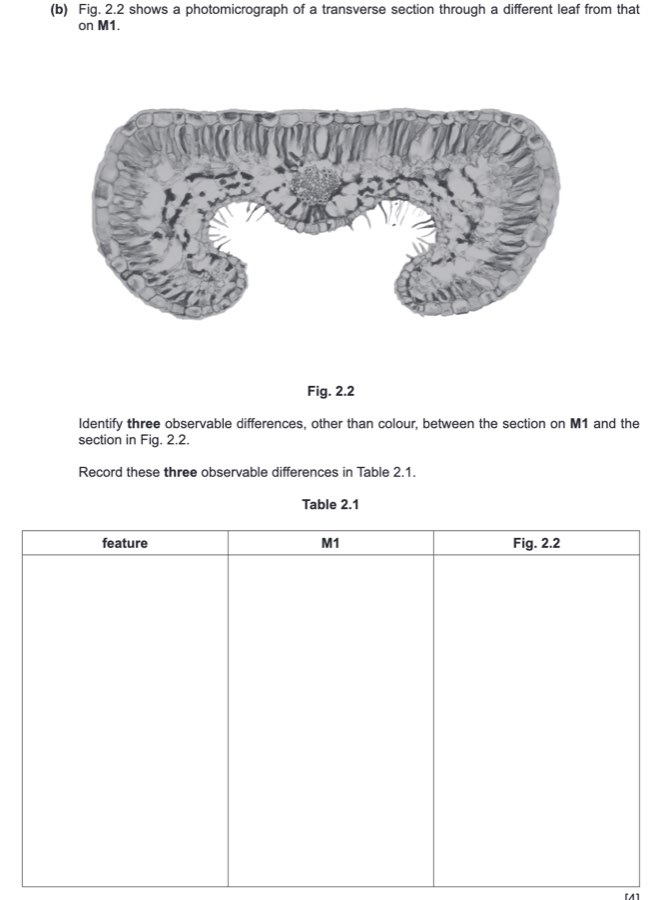 (b) Fig. 2.2 shows a photomicrograph of a transverse section through a different leaf from that
on M1.
Fig. 2.2
Identify three observable differences, other than colour, between the section on M1 and the
section in Fig. 2.2.
Record these three observable differences in Table 2.1.
Table 2.1
feature M1 Fig. 2.2
[4]